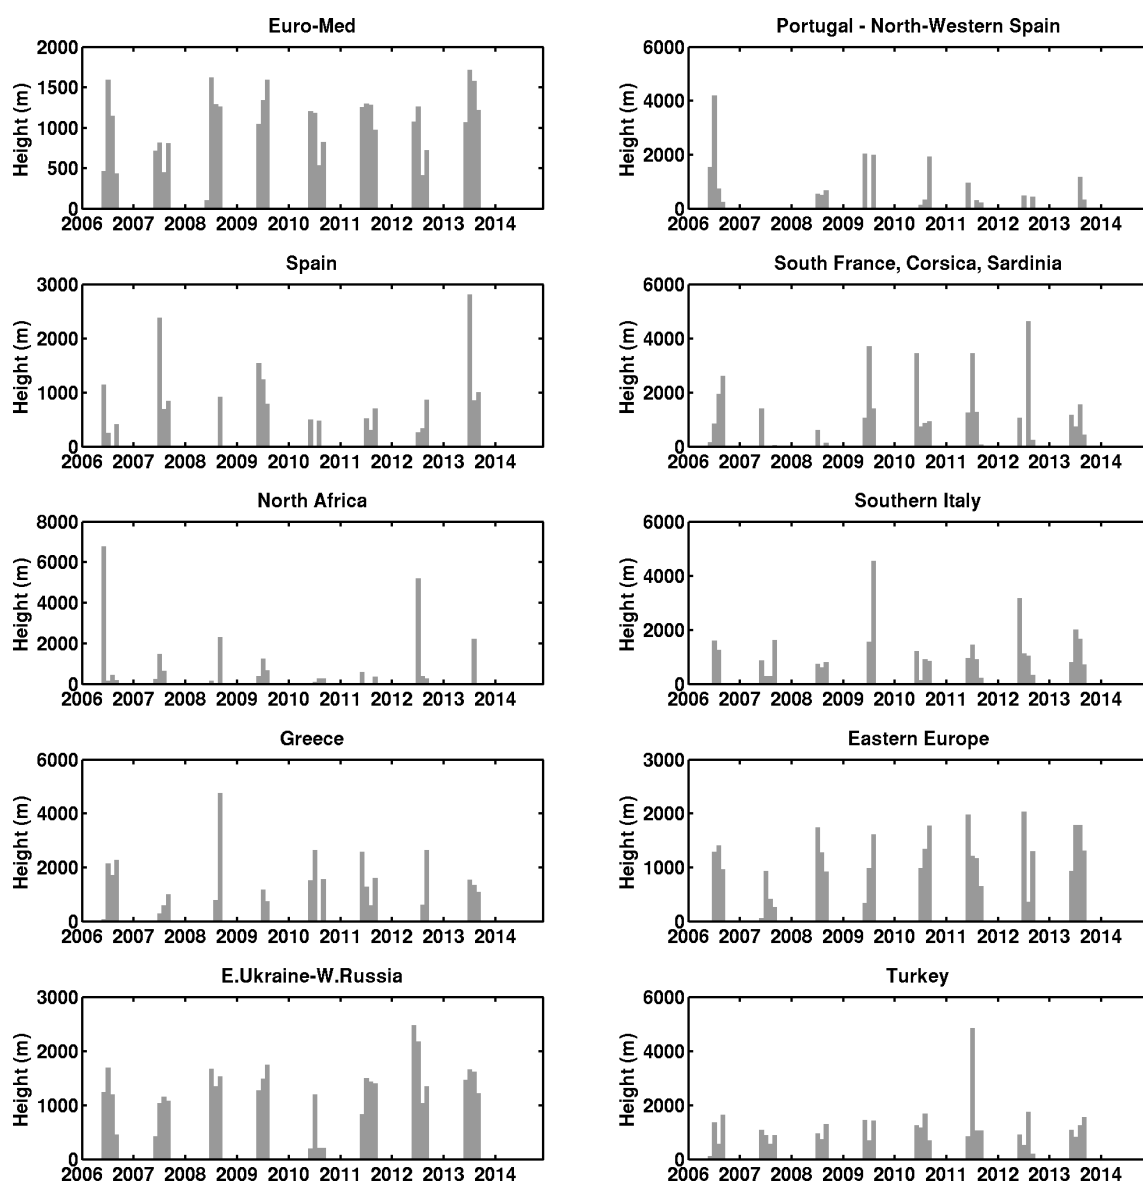 Euro-Med
Height (m)
2000
1500
1000
500
0
2006 2007 2008 2009 2010 2011 2012 2013 2014
Portugal - North-Western Spain
Height (m)
6000
4000
2000
0
2006 2007 2008 2009 2010 2011 2012 2013 2014
Spain
Height (m)
3000
2000
1000
0
2006 2007 2008 2009 2010 2011 2012 2013 2014
South France, Corsica, Sardinia
Height (m)
6000
4000
2000
0
2006 2007 2008 2009 2010 2011 2012 2013 2014
North Africa
Height (m)
8000
6000
4000
2000
0
2006 2007 2008 2009 2010 2011 2012 2013 2014
Southern Italy
Height (m)
6000
4000
2000
0
2006 2007 2008 2009 2010 2011 2012 2013 2014
Greece
Height (m)
6000
4000
2000
0
2006 2007 2008 2009 2010 2011 2012 2013 2014
Eastern Europe
Height (m)
3000
2000
1000
0
2006 2007 2008 2009 2010 2011 2012 2013 2014
E.Ukraine-W.Russia
Height (m)
3000
2000
1000
0
2006 2007 2008 2009 2010 2011 2012 2013 2014
Turkey
Height (m)
6000
4000
2000
0
2006 2007 2008 2009 2010 2011 2012 2013 2014